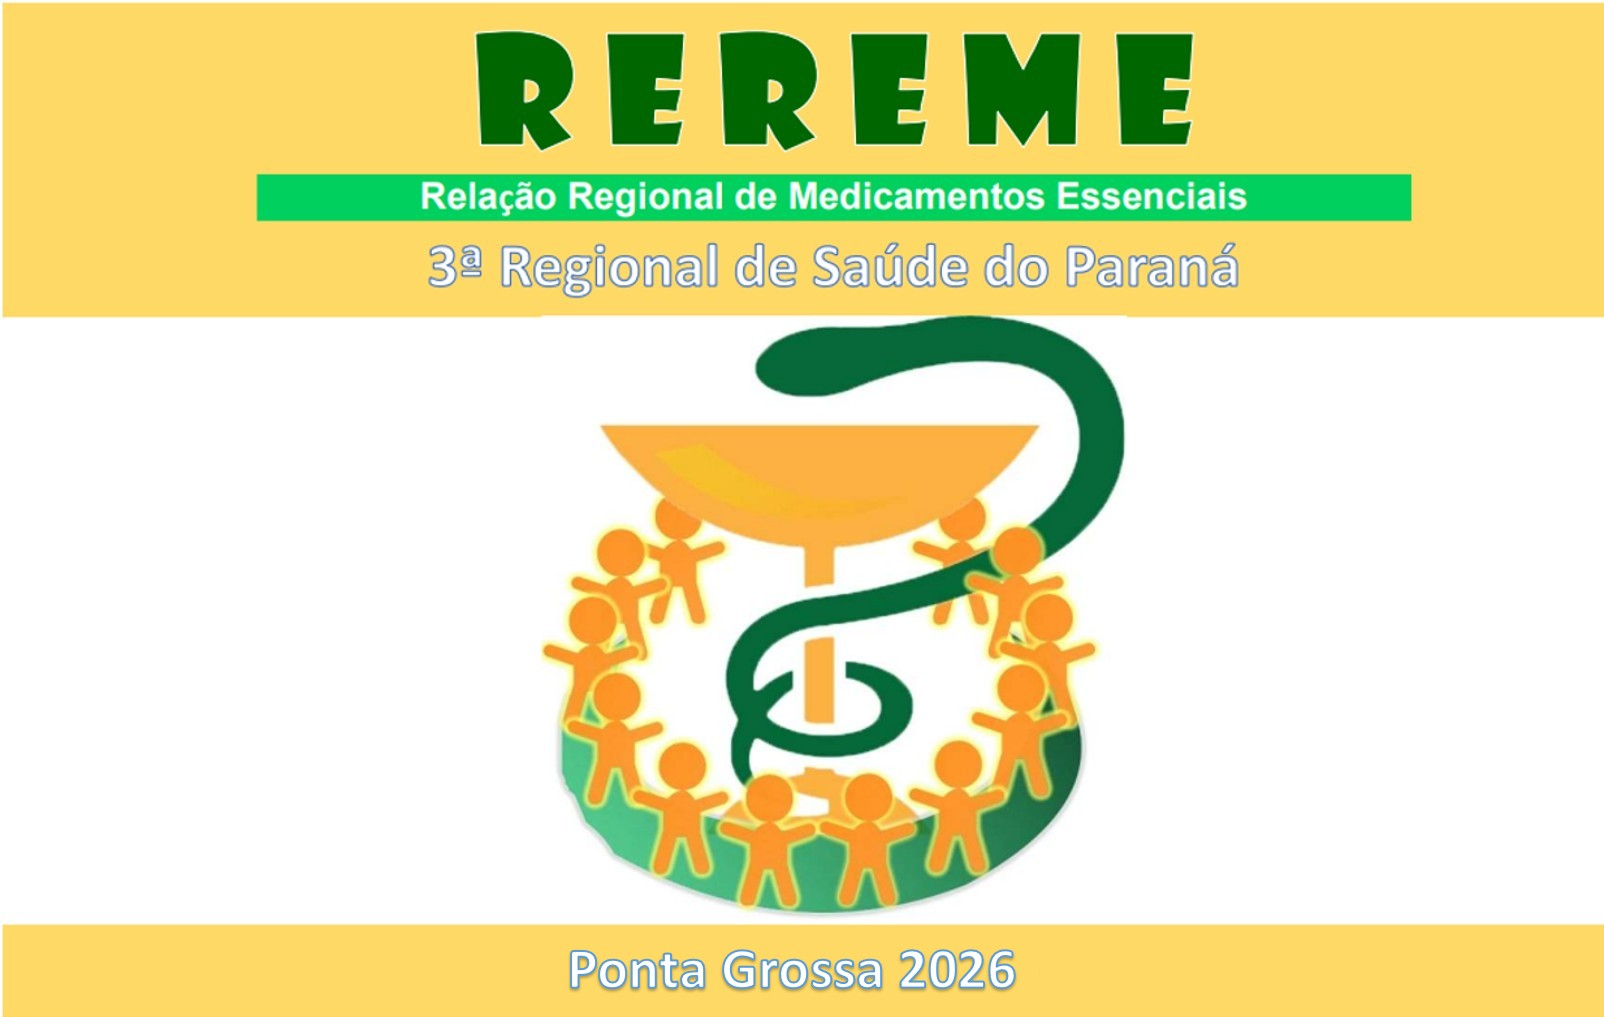 REREME
Relação Regional de Medicamentos Essenciais
3ª Regional de Saúde do Paraná
Ponta Grossa 2026